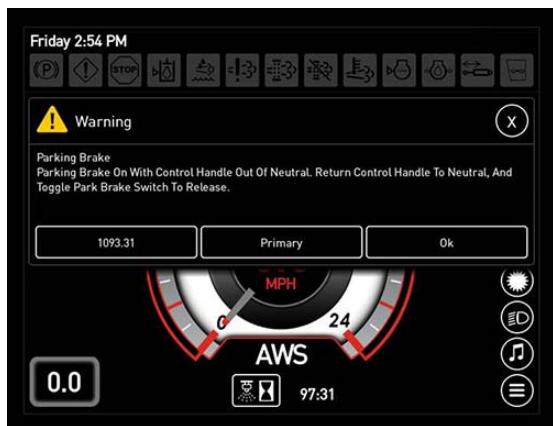 Friday 2:54 PM
(P) STOP
Warning
X
Parking Brake
Parking Brake On With Control Handle Out Of Neutral. Return Control Handle To Neutral, And
Toggle Park Brake Switch To Release.
1093.31 Primary Ok
MPH
0 24
AWS
0.0
97:31